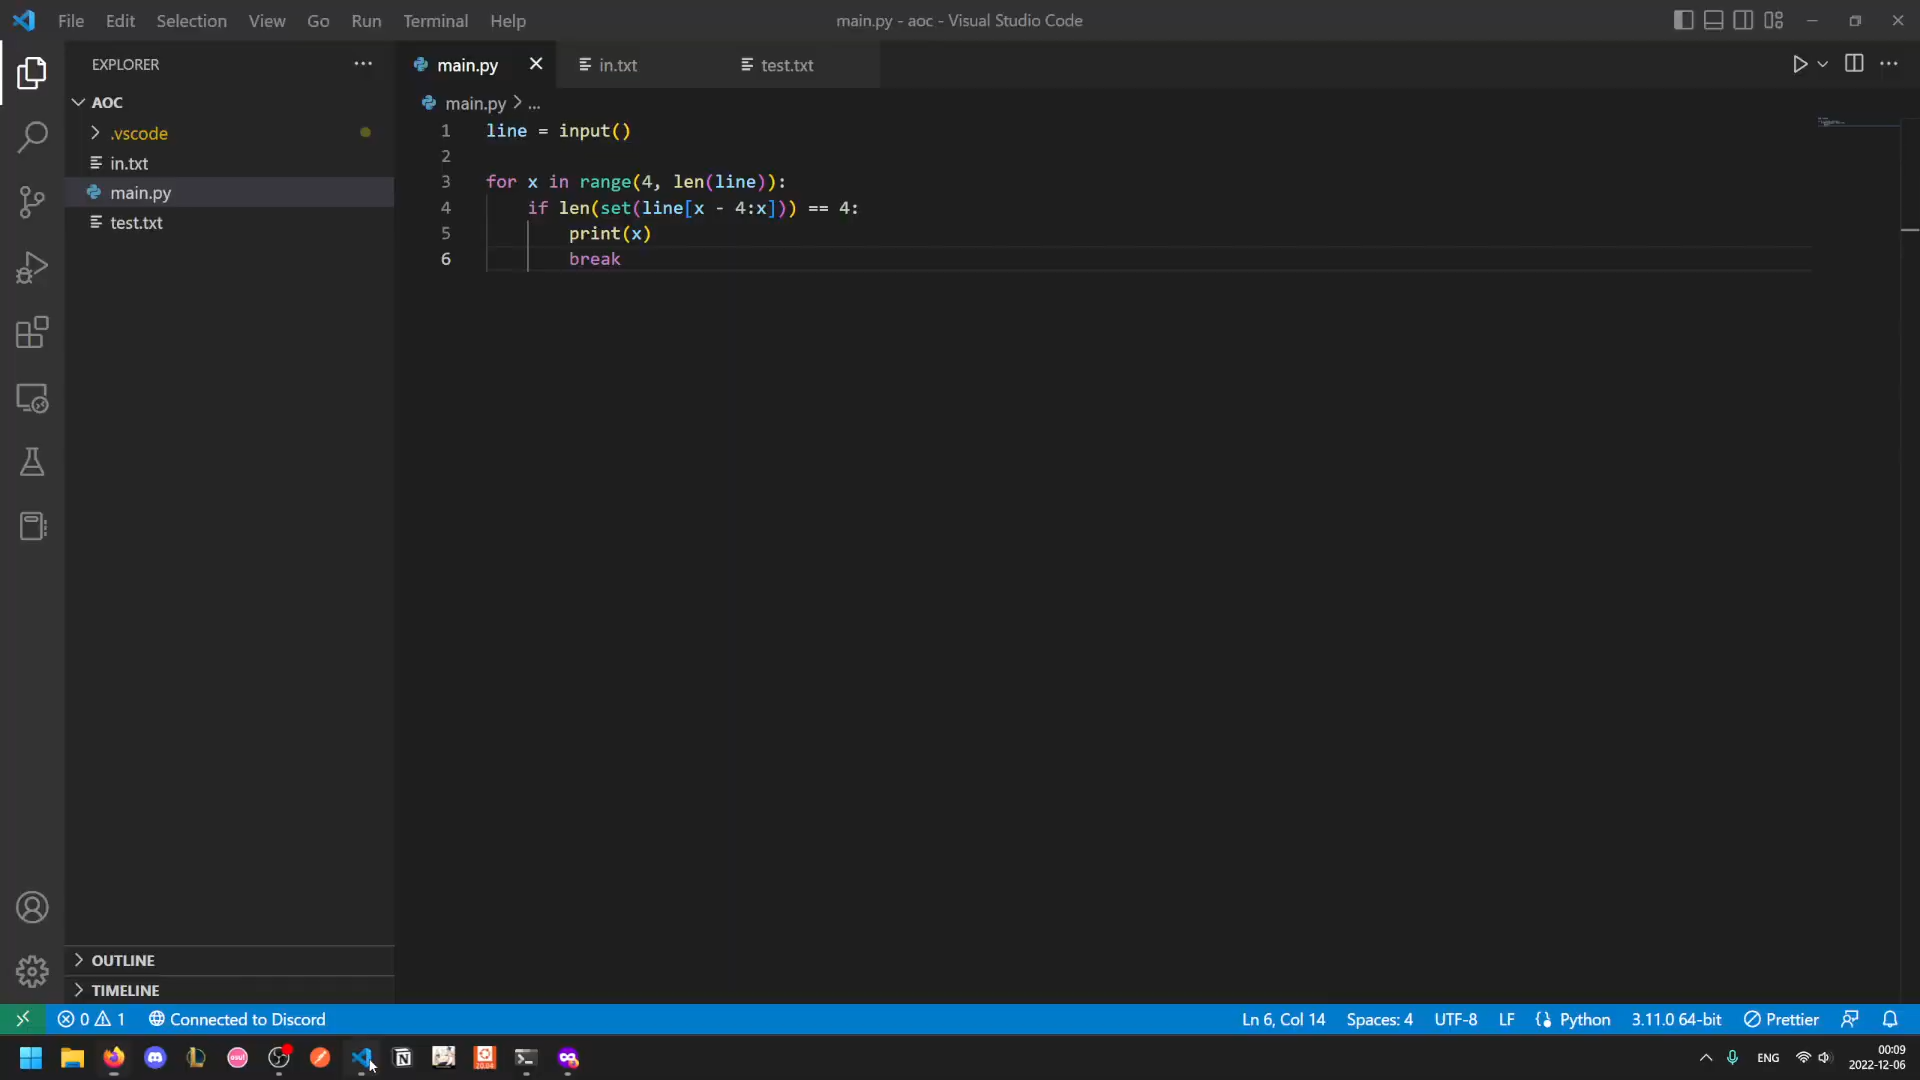 File Edit Selection View Go Run Terminal Help
main.py - aoc - Visual Studio Code
EXPLORER
AOC
.vscode
in.txt
main.py
test.txt
main.py
in.txt
test.txt
main.py > ...
1 line = input()
2
3 for x in range(4, len(line)):
4 if len(set(line[x - 4:x])) == 4:
5 print(x)
6 break
OUTLINE
TIMELINE
0 1 Connected to Discord
Ln 6, Col 14 Spaces: 4 UTF-8 LF Python 3.11.0 64-bit Prettier
osu!
20.04
ENG
00:09
2022-12-06